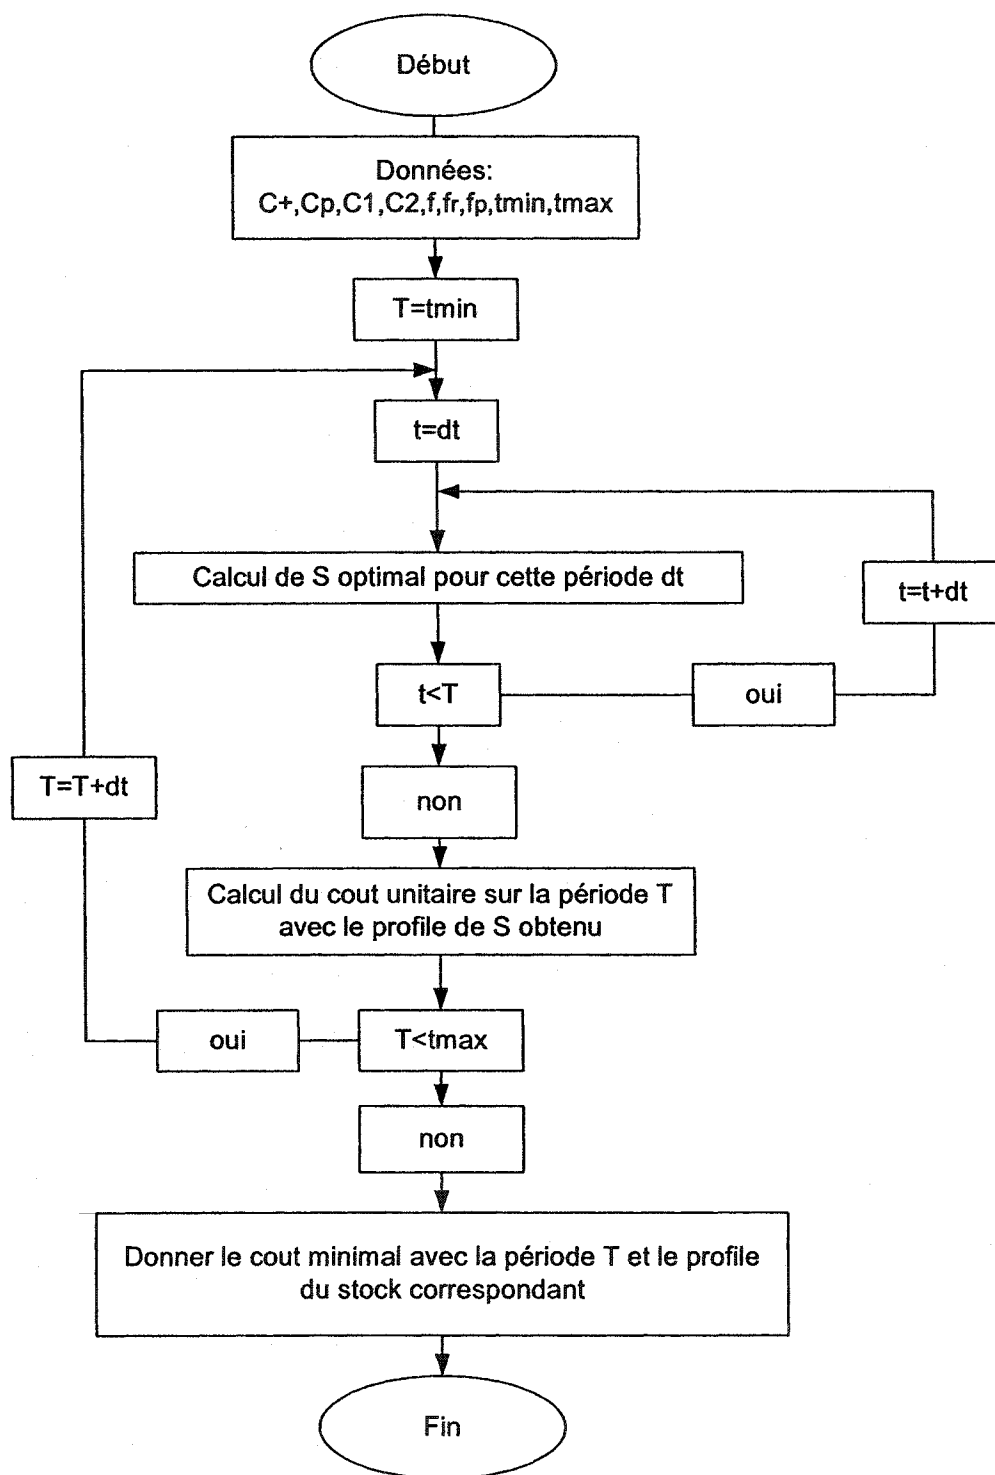 Début
Données:
C+,Cp,C1,C2,f,fr,fp,tmin,tmax
T=tmin
t=dt
Calcul de S optimal pour cette période dt
t=t+dt
t<T
oui
T=T+dt
non
Calcul du cout unitaire sur la période T
avec le profile de S obtenu
oui
T<tmax
non
Donner le cout minimal avec la période T et le profile
du stock correspondant
Fin